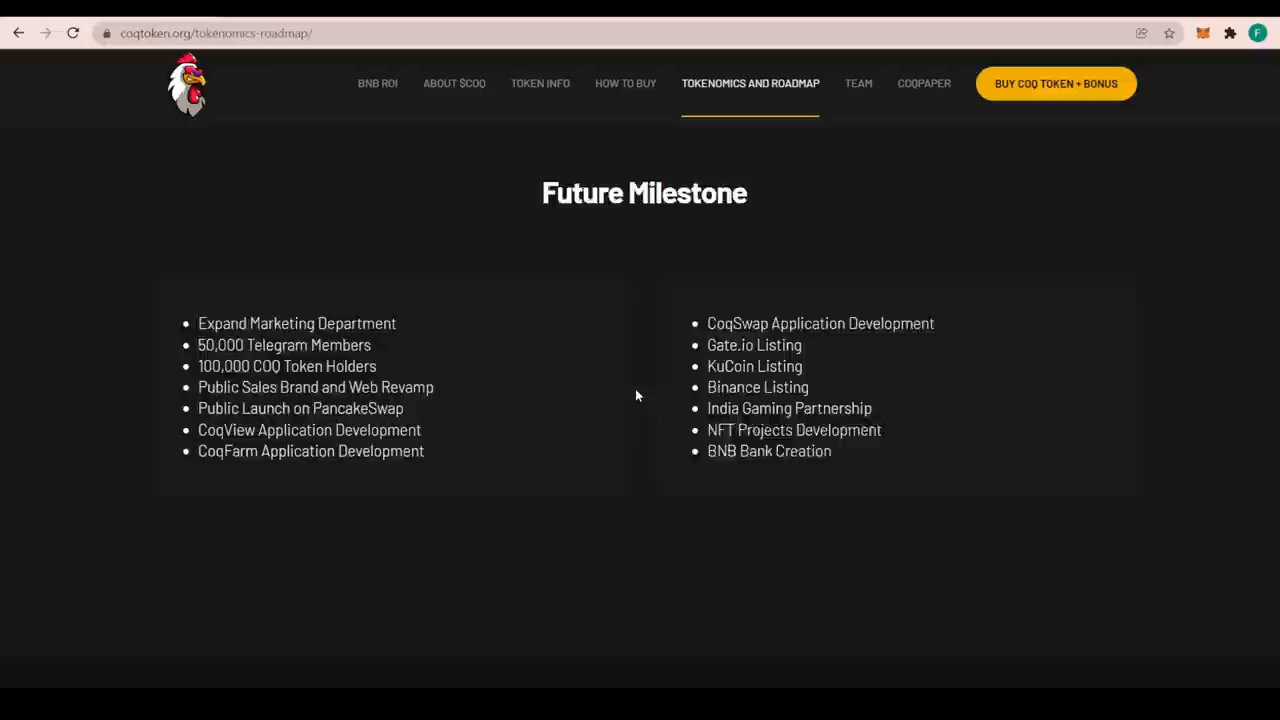 coqtoken.org/tokenomics-roadmap/
F
BNB ROI
ABOUT $COQ
TOKEN INFO
HOW TO BUY
TOKENOMICS AND ROADMAP
TEAM
COQPAPER
BUY COQ TOKEN + BONUS
Future Milestone
Expand Marketing Department
50,000 Telegram Members
100,000 COQ Token Holders
Public Sales Brand and Web Revamp
Public Launch on PancakeSwap
CoqView Application Development
CoqFarm Application Development
CoqSwap Application Development
Gate.io Listing
KuCoin Listing
Binance Listing
India Gaming Partnership
NFT Projects Development
BNB Bank Creation